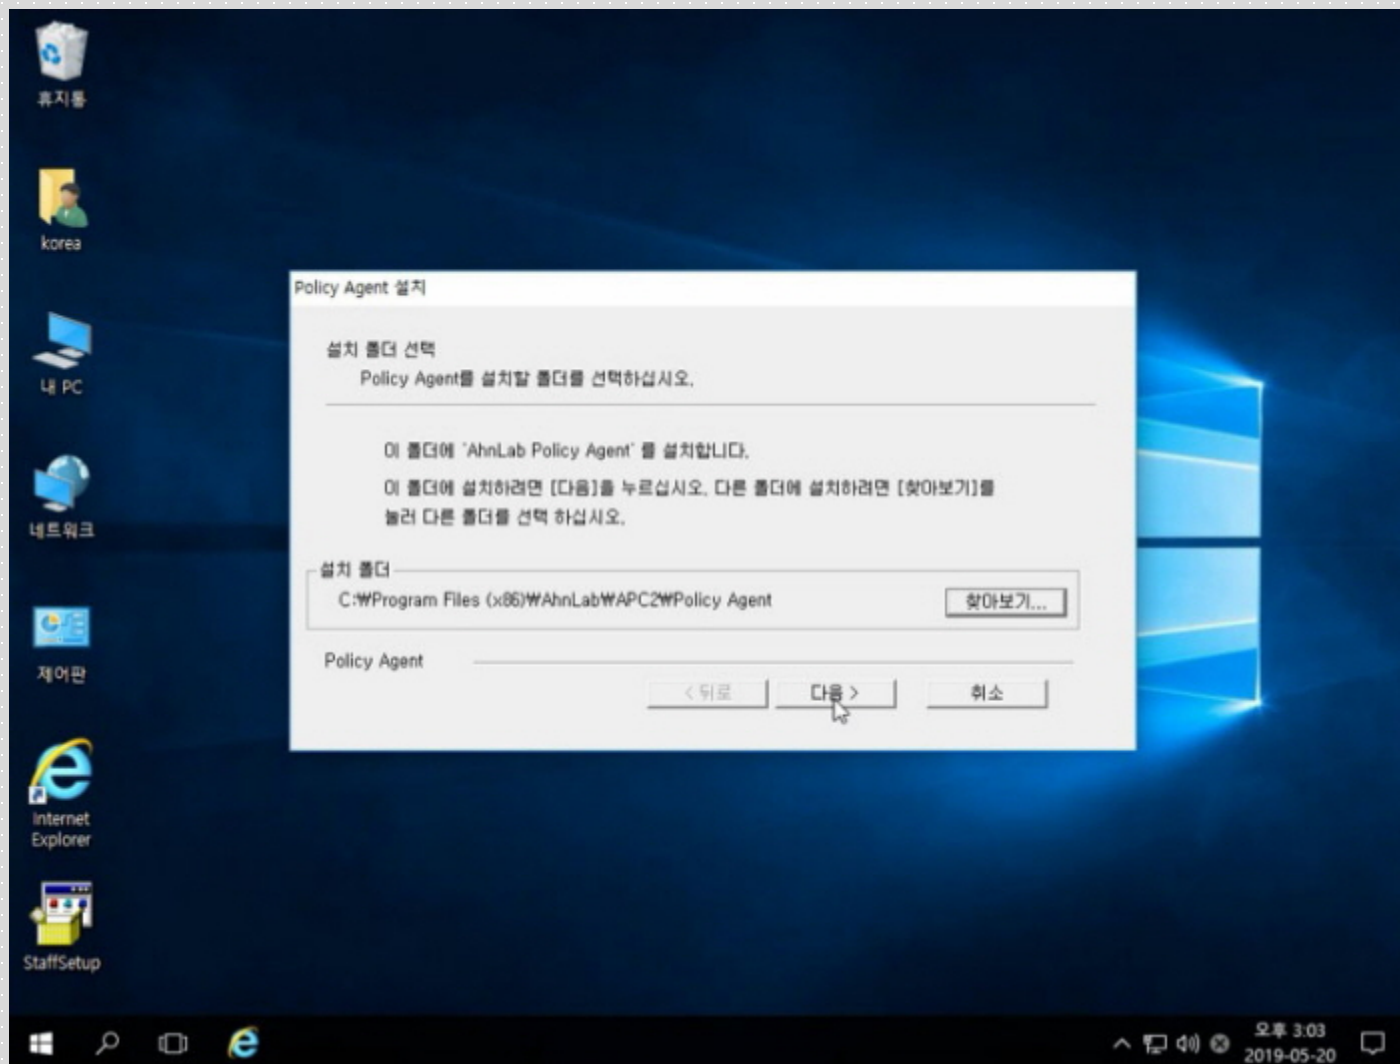 휴지통
korea
내 PC
네트워크
제어판
Internet
Explorer
StaffSetup
Policy Agent 설치
설치 폴더 선택
Policy Agent를 설치할 폴더를 선택하십시오.
이 폴더에 'AhnLab Policy Agent' 를 설치합니다.
이 폴더에 설치하려면 [다음]을 누르십시오. 다른 폴더에 설치하려면 [찾아보기]를
눌러 다른 폴더를 선택 하십시오.
설치 폴더
C:₩Program Files (x86)₩AhnLab₩APC2₩Policy Agent
찾아보기...
Policy Agent
< 뒤로
다음 >
취소
오후 3:03
2019-05-20